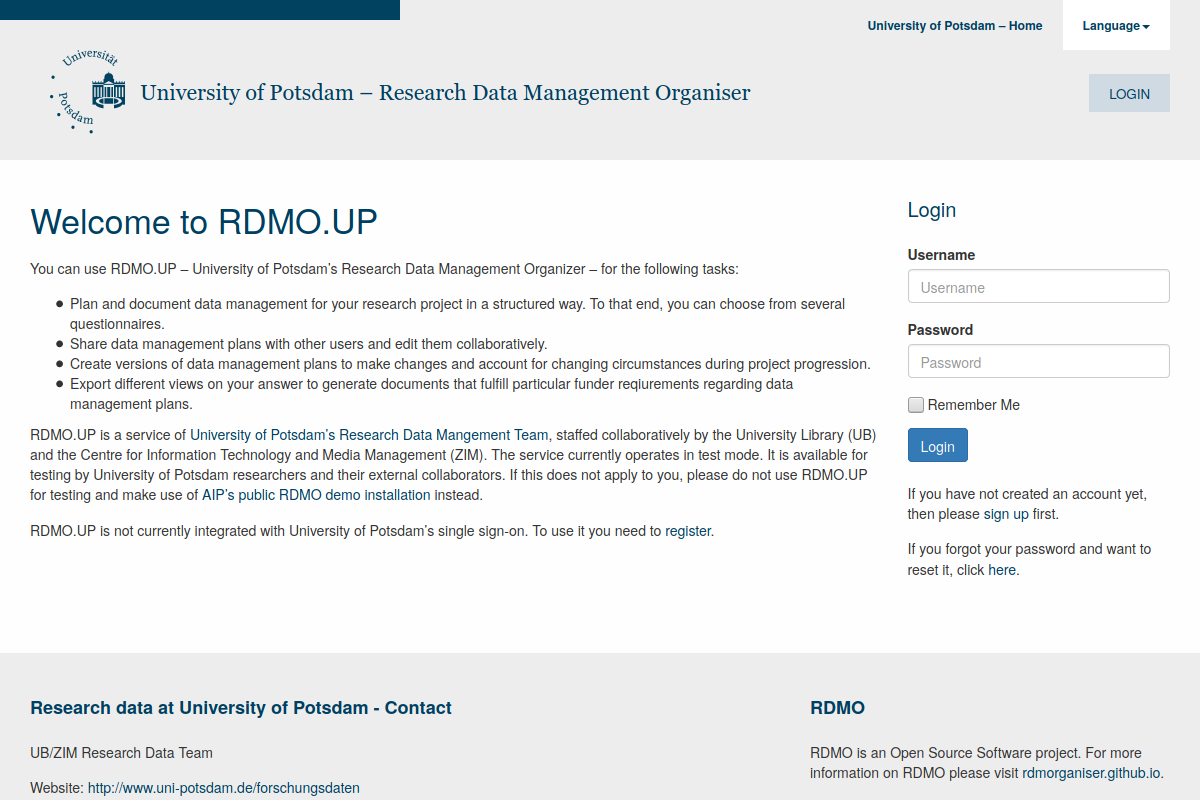 University of Potsdam – Home
Language
Universität
Potsdam
University of Potsdam – Research Data Management Organiser
LOGIN
Welcome to RDMO.UP
You can use RDMO.UP – University of Potsdam's Research Data Management Organizer – for the following tasks:
Plan and document data management for your research project in a structured way. To that end, you can choose from several
questionnaires.
Share data management plans with other users and edit them collaboratively.
Create versions of data management plans to make changes and account for changing circumstances during project progression.
Export different views on your answer to generate documents that fulfill particular funder reqiurements regarding data
management plans.
RDMO.UP is a service of University of Potsdam's Research Data Mangement Team, staffed collaboratively by the University Library (UB)
and the Centre for Information Technology and Media Management (ZIM). The service currently operates in test mode. It is available for
testing by University of Potsdam researchers and their external collaborators. If this does not apply to you, please do not use RDMO.UP
for testing and make use of AIP's public RDMO demo installation instead.
RDMO.UP is not currently integrated with University of Potsdam's single sign-on. To use it you need to register.
Login
Username
Username
Password
Password
Remember Me
Login
If you have not created an account yet,
then please sign up first.
If you forgot your password and want to
reset it, click here.
Research data at University of Potsdam - Contact
UB/ZIM Research Data Team
Website: http://www.uni-potsdam.de/forschungsdaten
RDMO
RDMO is an Open Source Software project. For more
information on RDMO please visit rdmorganiser.github.io.